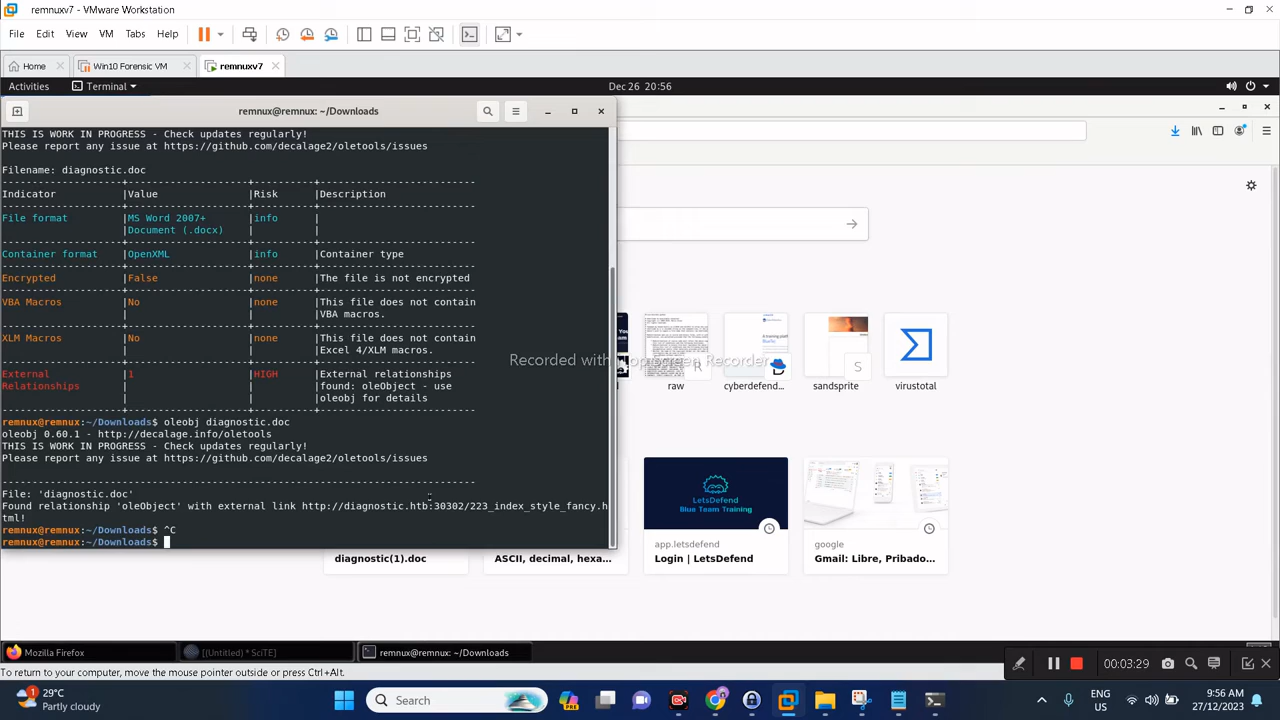 remnuxv7 - VMware Workstation
File Edit View VM Tabs Help
Home Win10 Forensic VM remnuxv7
Activities Terminal Dec 26 20:56
remnux@remnux: ~/Downloads
THIS IS WORK IN PROGRESS - Check updates regularly!
Please report any issue at https://github.com/decalage2/oletools/issues
Filename: diagnostic.doc
Indicator |Value |Risk |Description
File format |MS Word 2007+ |info |
|Document (.docx) | |
Container format |OpenXML |info |Container type
Encrypted |False |none |The file is not encrypted
VBA Macros |No |none |This file does not contain
| | |VBA macros.
XLM Macros |No |none |This file does not contain
| | |Excel 4/XLM macros.
External |1 |HIGH |External relationships
Relationships | | |found: oleObject - use
| | |oleobj for details
remnux@remnux:~/Downloads$ oleobj diagnostic.doc
oleobj 0.60.1 - http://decalage.info/oletools
THIS IS WORK IN PROGRESS - Check updates regularly!
Please report any issue at https://github.com/decalage2/oletools/issues
File: 'diagnostic.doc'
Found relationship 'oleObject' with external link http://diagnostic.htb:30302/223_index_style_fancy.h
tml!
remnux@remnux:~/Downloads$ ^C
remnux@remnux:~/Downloads$
Recorded with Recorder
raw cyberdefend... sandsprite virustotal
R S
LetsDefend
Blue Team Training
app.letsdefend google
diagnostic(1).doc ASCII, decimal, hexa... Login | LetsDefend Gmail: Libre, Pribado...
Mozilla Firefox [(Untitled) * SciTE] remnux@remnux: ~/Downloads
To return to your computer, move the mouse pointer outside or press Ctrl+Alt.
00:03:29
29°C
Partly cloudy
Search
ENG
US
9:56 AM
27/12/2023